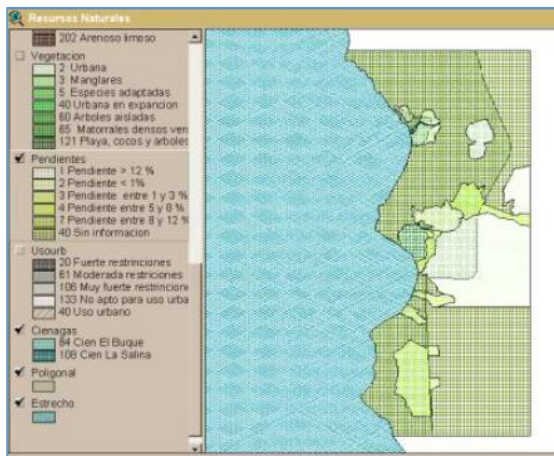 Recursos Naturales
202 Arenoso limoso
Vegetacion
2 Urbana
3 Manglares
5 Especies adaptadas
40 Urbana en expancion
60 Arboles aisladas
65 Matorrales densos ven
121 Playa, cocos y arboles
Pendientes
1 Pendiente > 12 %
2 Pendiente < 1%
3 Pendiente entre 1 y 3 %
4 Pendiente entre 5 y 8 %
7 Pendiente entre 8 y 12 %
40 Sin informacion
Usourb
20 Fuerte restricciones
61 Moderada restriciones
106 Muy fuerte restricione
133 No apto para uso urba
40 Uso urbano
Cienagas
84 Cien El Buque
108 Cien La Salina
Poligonal
Estrecho